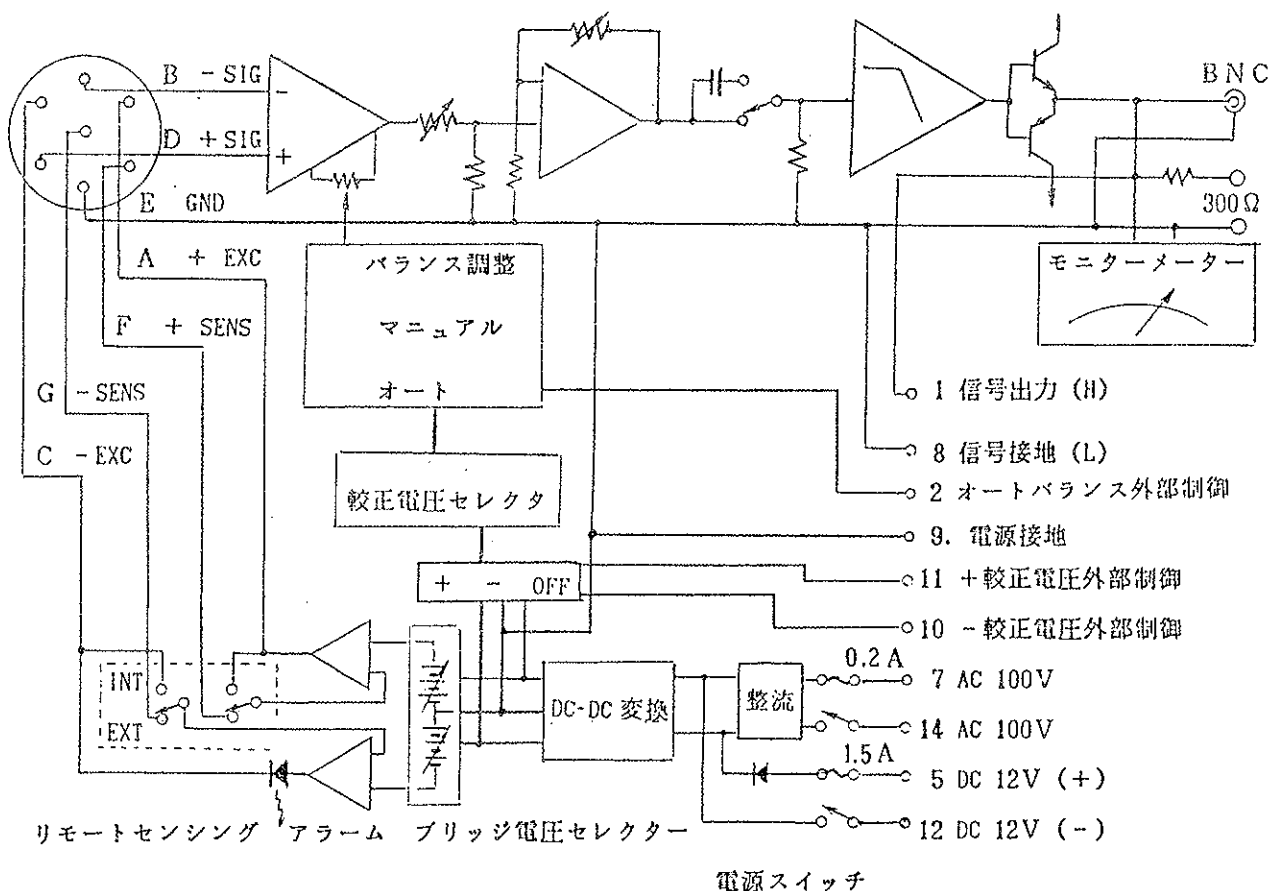 B -SIG
BNC
D +SIG
E GND
300Ω
A + EXC
バランス調整
モニターメーター
マニュアル
F + SENS
オート
G -SENS
1 信号出力 (H)
C -EXC
8 信号接地 (L)
較正電圧セレクタ
2 オートバランス外部制御
9. 電源接地
+ - OFF
11 +較正電圧外部制御
10 -較正電圧外部制御
0.2A
INT
DC-DC 変換
整流
7 AC 100V
EXT
14 AC 100V
1.5A
5 DC 12V (+)
リモートセンシング アラーム ブリッジ電圧セレクター
12 DC 12V (-)
電源スイッチ